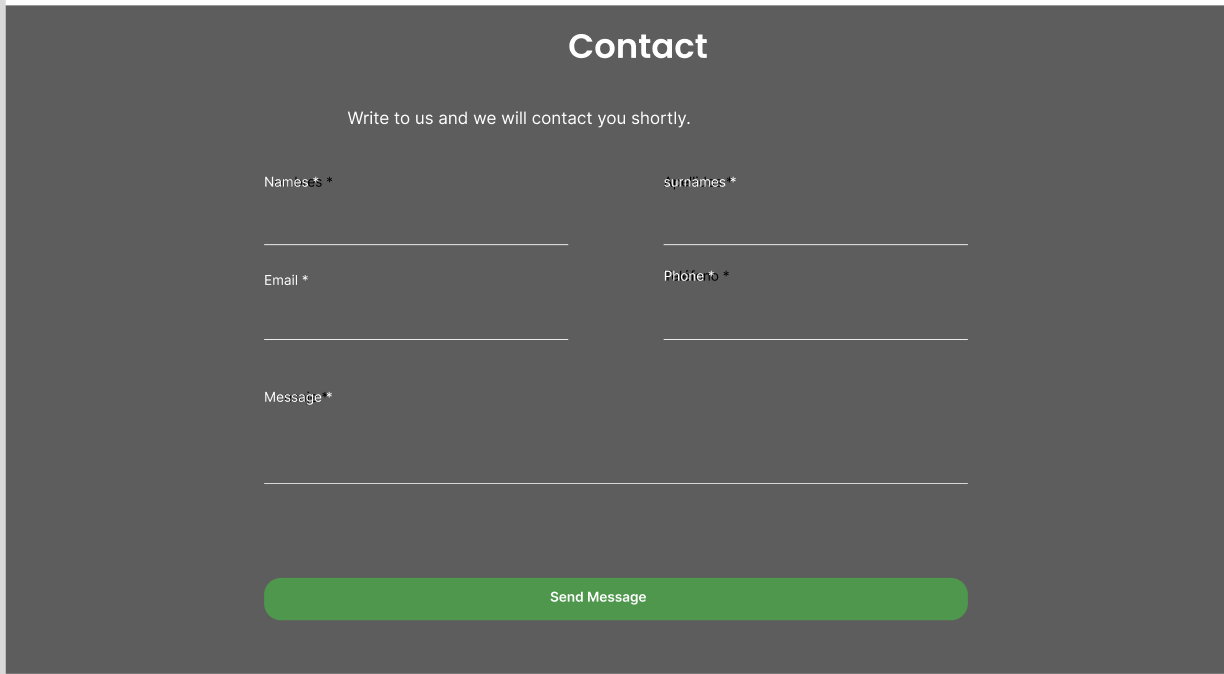 Contact
Write to us and we will contact you shortly.
Names *
surnames *
Email *
Phone *
Message *
Send Message